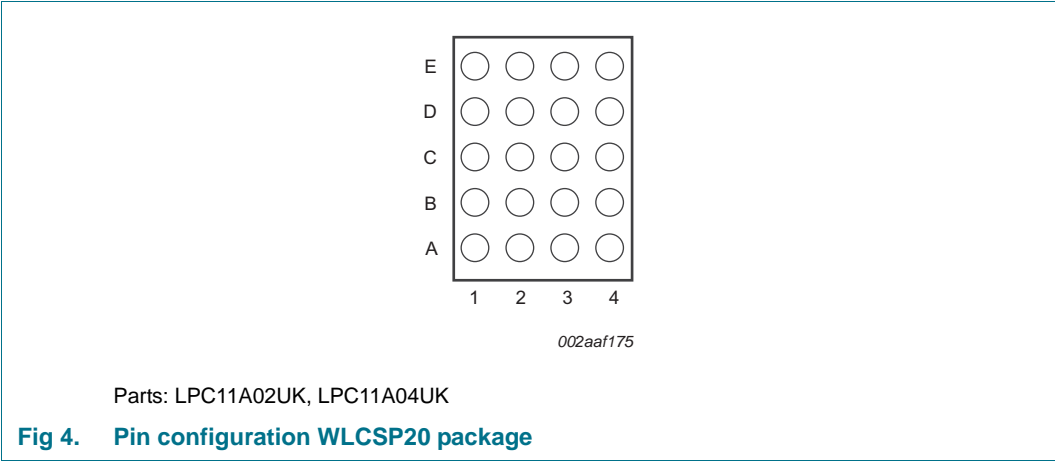 E
D
C
B
A
1 2 3 4
002aaf175
Parts: LPC11A02UK, LPC11A04UK
Fig 4. Pin configuration WLCSP20 package